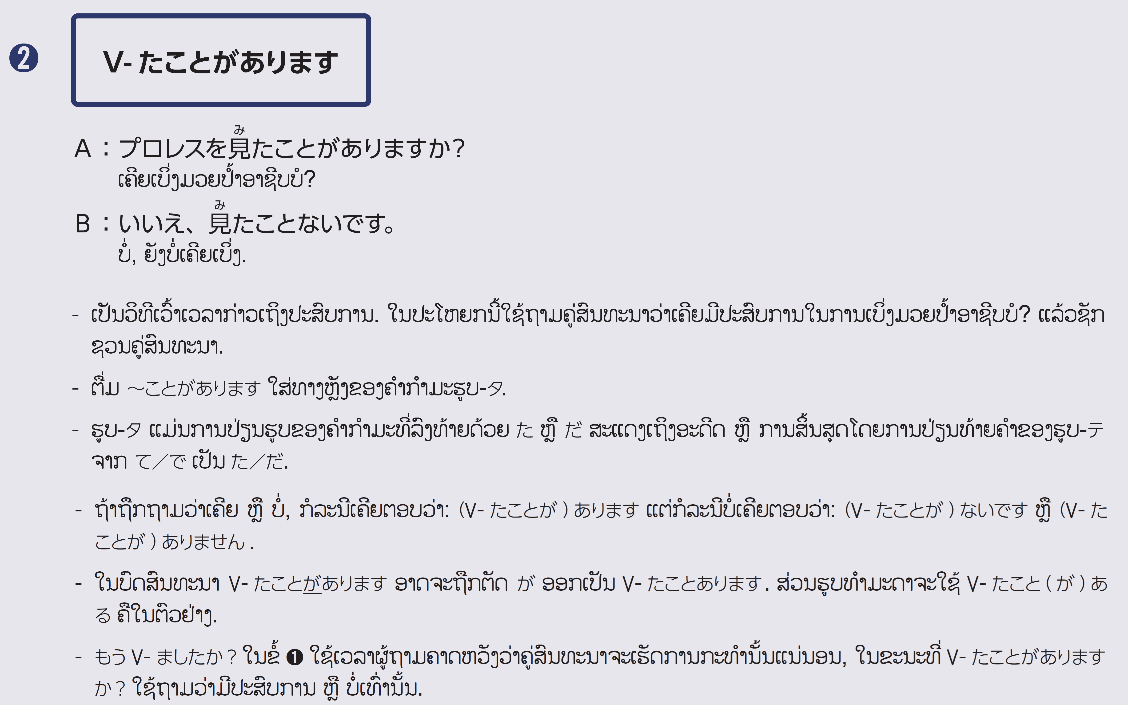 ❷ V- たことがあります
A：プロレスを見たことがありますか？
ເຄີຍເບິ່ງມວຍປ້ຳອາຊີບບໍ?
B：いいえ、見たことないです。
ບໍ່, ຍັງບໍ່ເຄີຍເບິ່ງ.
- ເປັນວິທີເວົ້າເວລາກ່າວເຖິງປະສົບການ. ໃນປະໂຫຍກນີ້ໃຊ້ຖາມຄູ່ສົນທະນາວ່າເຄີຍມີປະສົບການໃນການເບິ່ງມວຍປ້ຳອາຊີບບໍ? ແລ້ວຊັກ
ຊວນຄູ່ສົນທະນາ.
- ຕື່ມ ～ことがあります ໃສ່ທາງຫຼັງຂອງຄຳກຳມະຮູບ-タ.
- ຮູບ-タ ແມ່ນການປ່ຽນຮູບຂອງຄຳກຳມະທີ່ລົງທ້າຍດ້ວຍ た ຫຼື だ ສະແດງເຖິງອະດີດ ຫຼື ການສິ້ນສຸດໂດຍການປ່ຽນທ້າຍຄຳຂອງຮູບ-テ
ຈາກ て／で ເປັນ た／だ.
- ຖ້າຖືກຖາມວ່າເຄີຍ ຫຼື ບໍ່, ກໍລະນີເຄີຍຕອບວ່າ: (V- たことが ) あります ແຕ່ກໍລະນີບໍ່ເຄີຍຕອບວ່າ: (V- たことが ) ないです ຫຼື (V- た
ことが ) ありません .
- ໃນບົດສົນທະນາ V- たことがあります ອາດຈະຖືກຕັດ が ອອກເປັນ V- たことあります. ສ່ວນຮູບທຳມະດາຈະໃຊ້ V- たこと ( が ) あ
る ຄືໃນຕົວຢ່າງ.
- もう V- ましたか？ ໃນຂໍ້ ❶ ໃຊ້ເວລາຜູ້ຖາມຄາດຫວັງວ່າຄູ່ສົນທະນາຈະເຮັດການກະທຳນັ້ນແນ່ນອນ, ໃນຂະນະທີ່ V- たことがあります
か？ ໃຊ້ຖາມວ່າມີປະສົບການ ຫຼື ບໍ່ເທົ່ານັ້ນ.